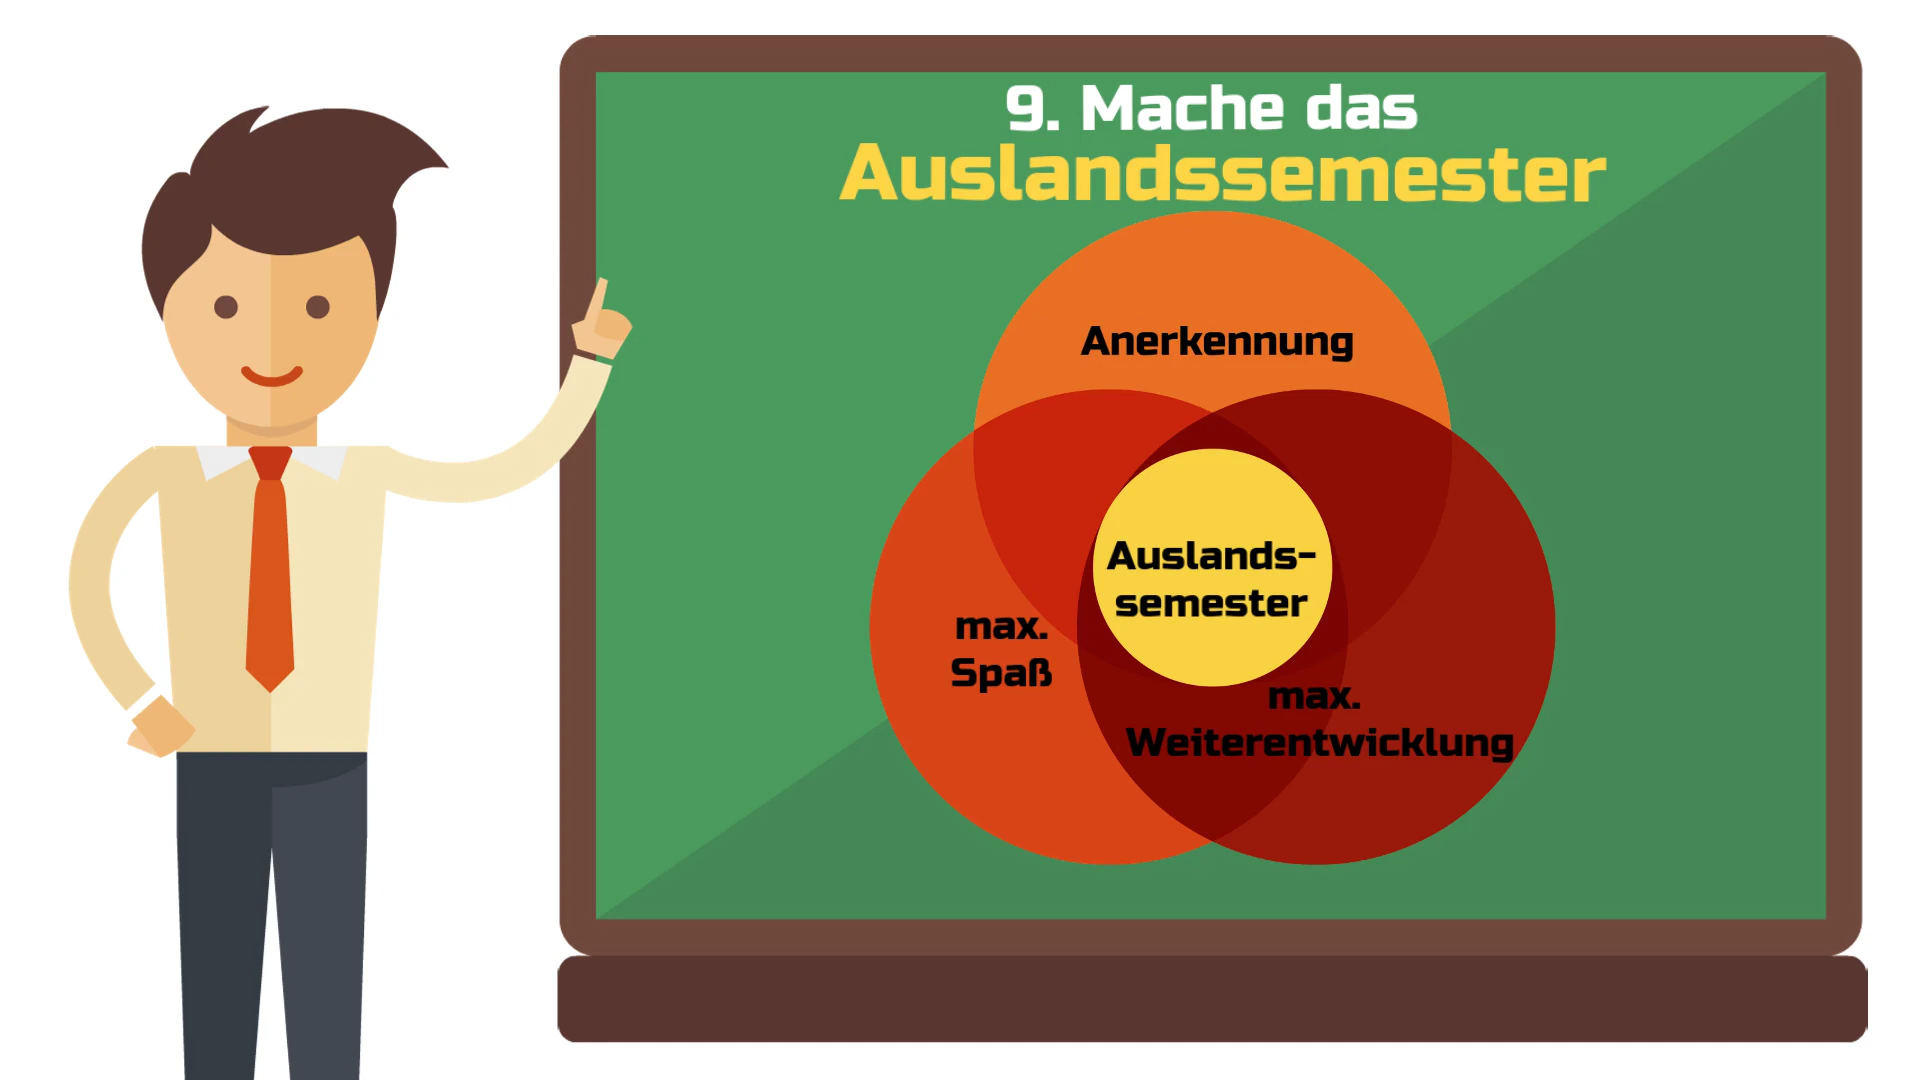 9. Mache das
Auslandssemester
Anerkennung
Auslands-
semester
max.
Spaß
max.
Weiterentwicklung